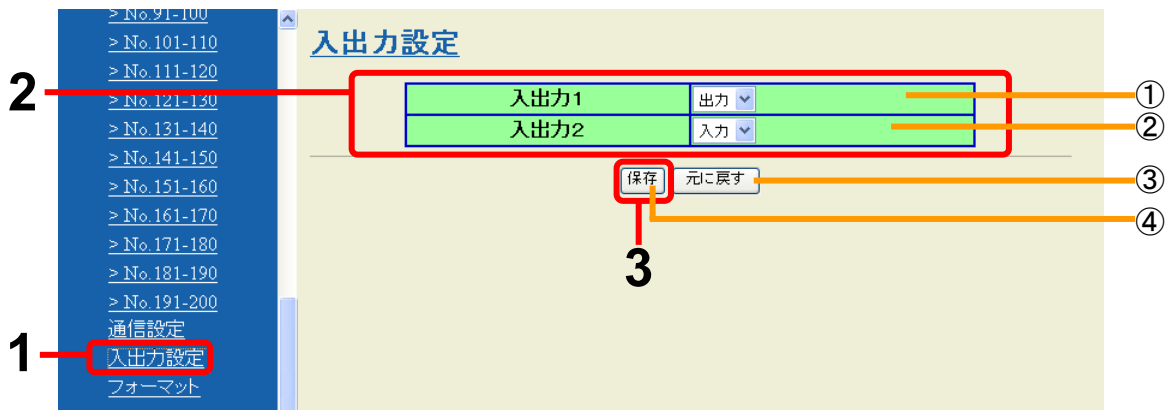 > No.91-100
> No.101-110
> No.111-120
> No.121-130
> No.131-140
> No.141-150
> No.151-160
> No.161-170
> No.171-180
> No.181-190
> No.191-200
通信設定
入出力設定
フォーマット
1
2
入出力設定
入出力1 出力
入出力2 入力
保存 元に戻す
3
①
②
③
④